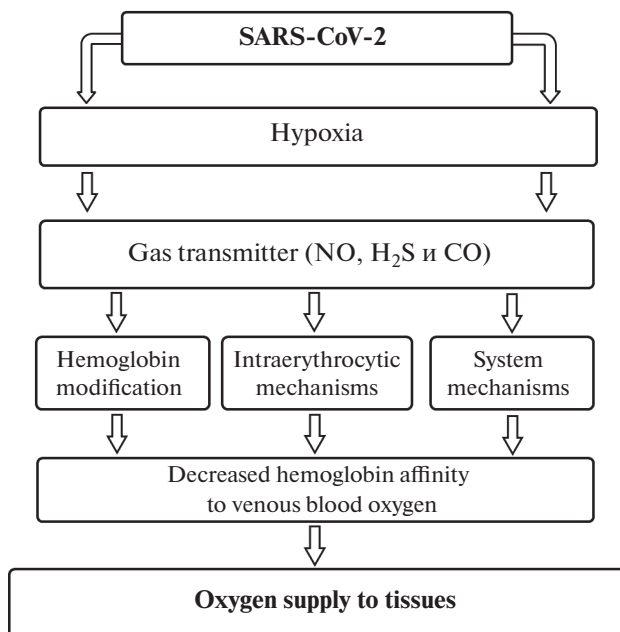 SARS-CoV-2
Hypoxia
Gas transmitter (NO, H₂S и CO)
Hemoglobin
modification
Intraerythrocytic
mechanisms
System
mechanisms
Decreased hemoglobin affinity
to venous blood oxygen
Oxygen supply to tissues